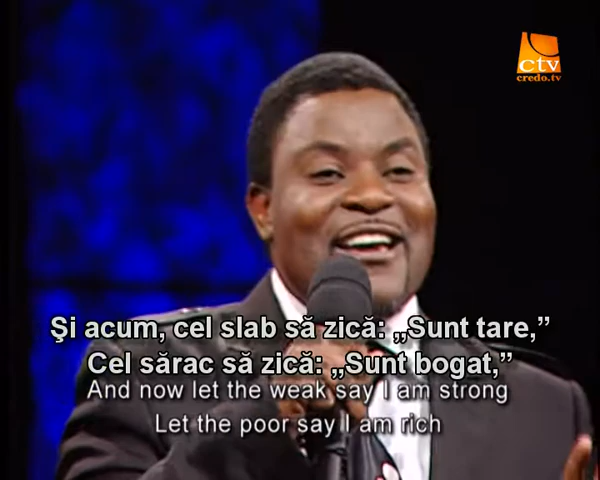 ctv
credo.tv
Şi acum, cel slab să zică: „Sunt tare,”
Cel sărac să zică: „Sunt bogat,”
And now let the weak say I am strong
Let the poor say I am rich